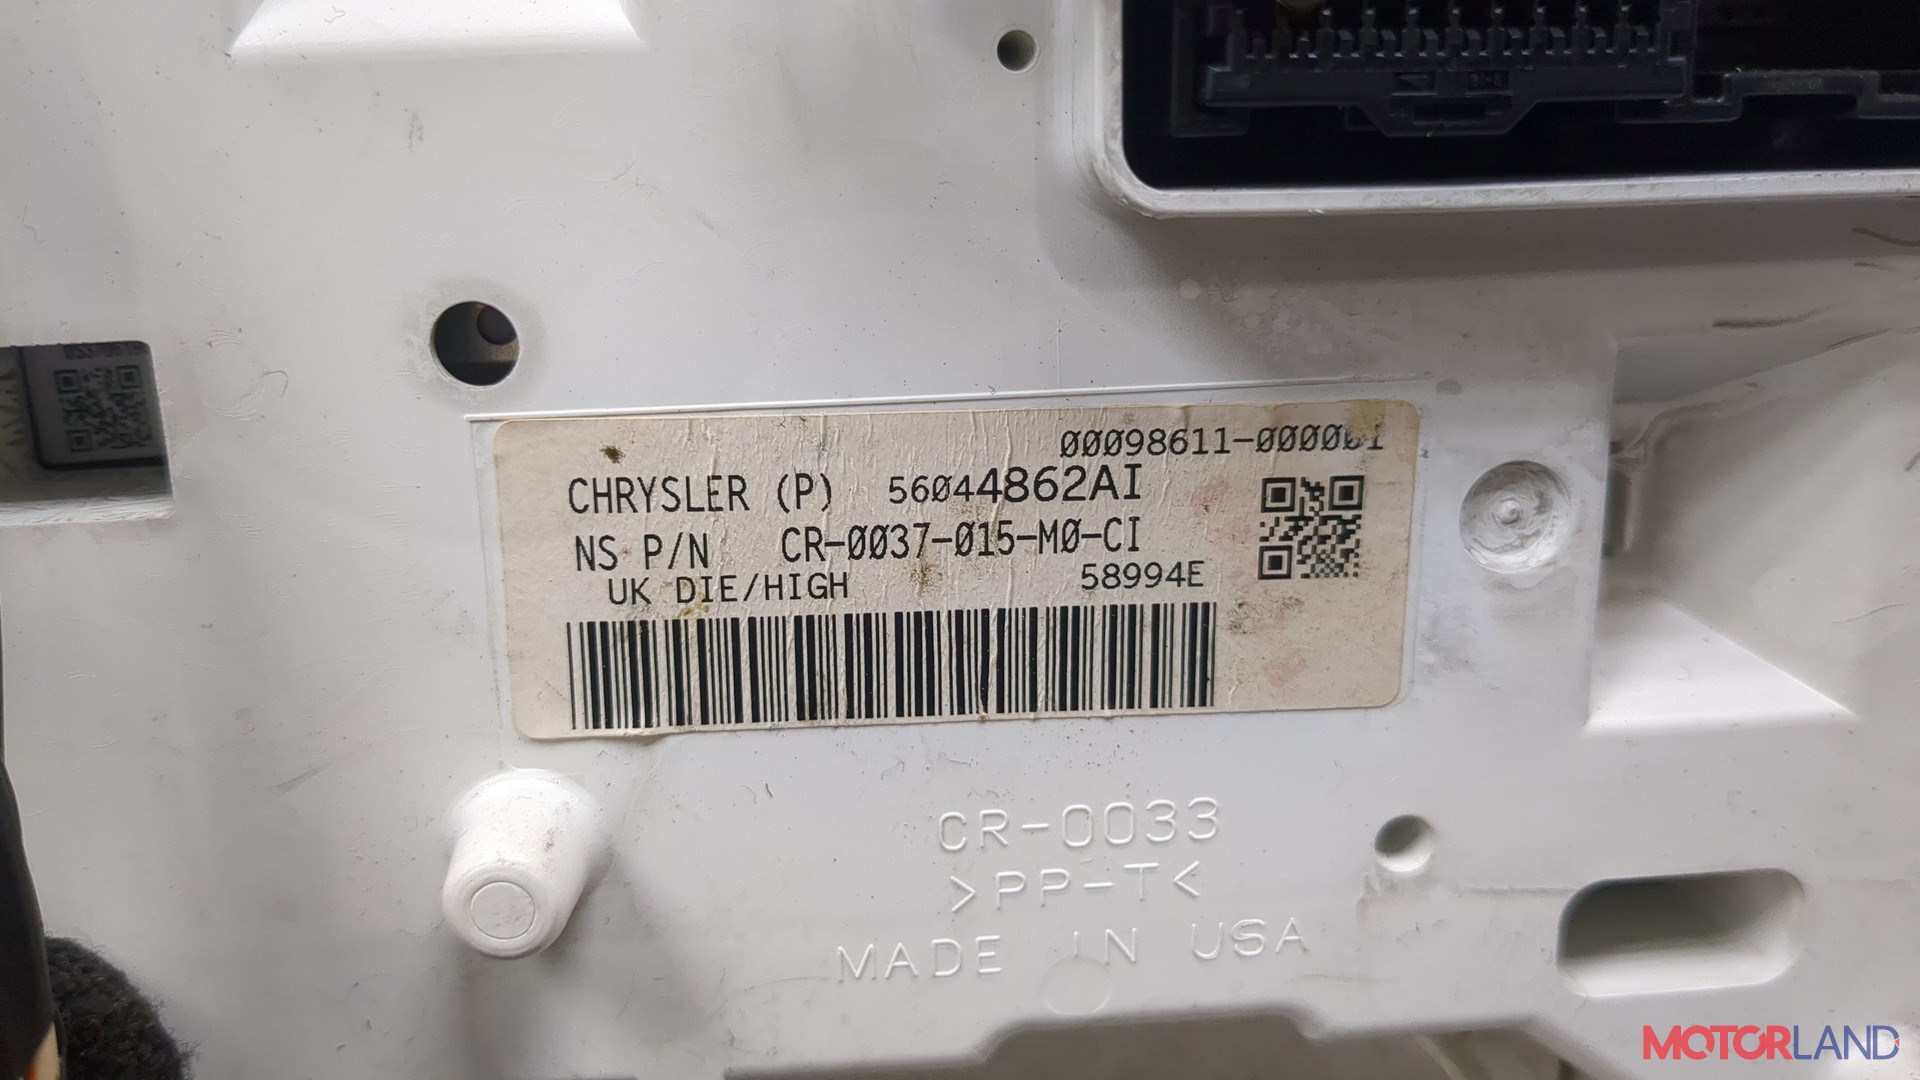 00098611-000001
CHRYSLER (P) 56044862AI
NS P/N CR-0037-015-M0-CI
UK DIE/HIGH 58994E
CR-0033
>PP-T<
MADE IN USA
MOTORLAND